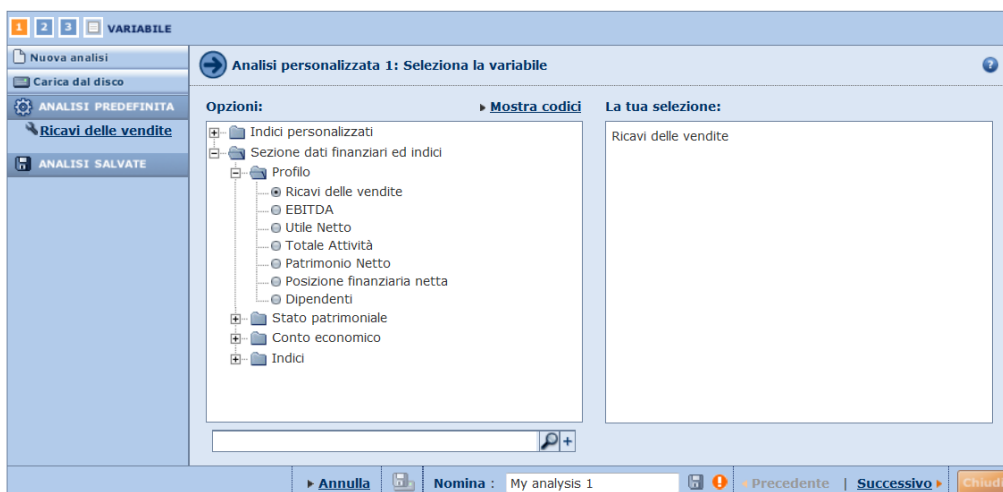 1 2 3 VARIABILE
Nuova analisi
Carica dal disco
ANALISI PREDEFINITA
Ricavi delle vendite
ANALISI SALVATE
Analisi personalizzata 1: Seleziona la variabile ?
Opzioni: Mostra codici
Indici personalizzati
Sezione dati finanziari ed indici
Profilo
Ricavi delle vendite
EBITDA
Utile Netto
Totale Attività
Patrimonio Netto
Posizione finanziaria netta
Dipendenti
Stato patrimoniale
Conto economico
Indici
La tua selezione:
Ricavi delle vendite
Annulla Nomina : My analysis 1 Precedente | Successivo